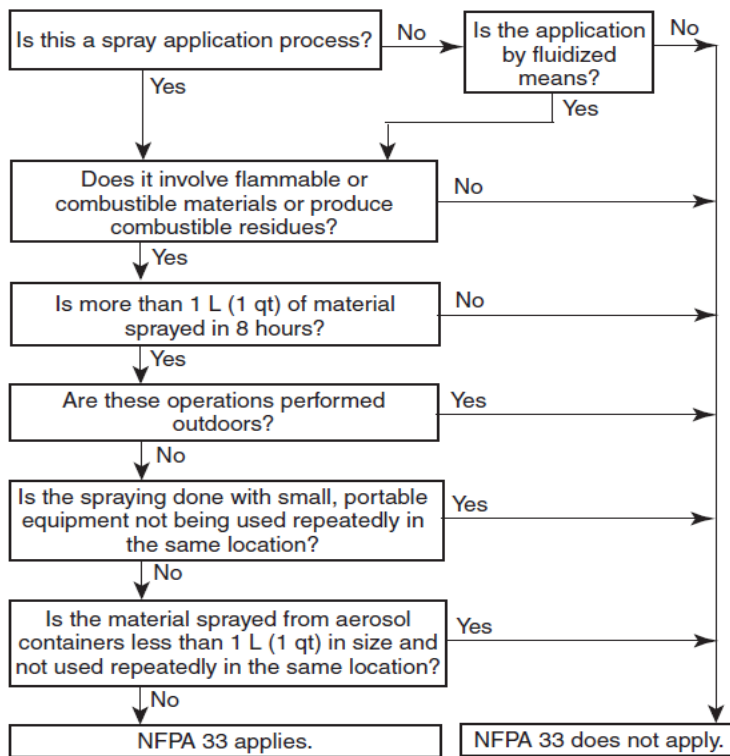 Is this a spray application process?
No
Is the application
by fluidized
means?
No
Yes
Yes
Does it involve flammable or
combustible materials or produce
combustible residues?
No
Yes
Is more than 1 L (1 qt) of material
sprayed in 8 hours?
No
Yes
Are these operations performed
outdoors?
Yes
No
Is the spraying done with small, portable
equipment not being used repeatedly in
the same location?
Yes
No
Is the material sprayed from aerosol
containers less than 1 L (1 qt) in size and
not used repeatedly in the same location?
Yes
No
NFPA 33 applies.
NFPA 33 does not apply.